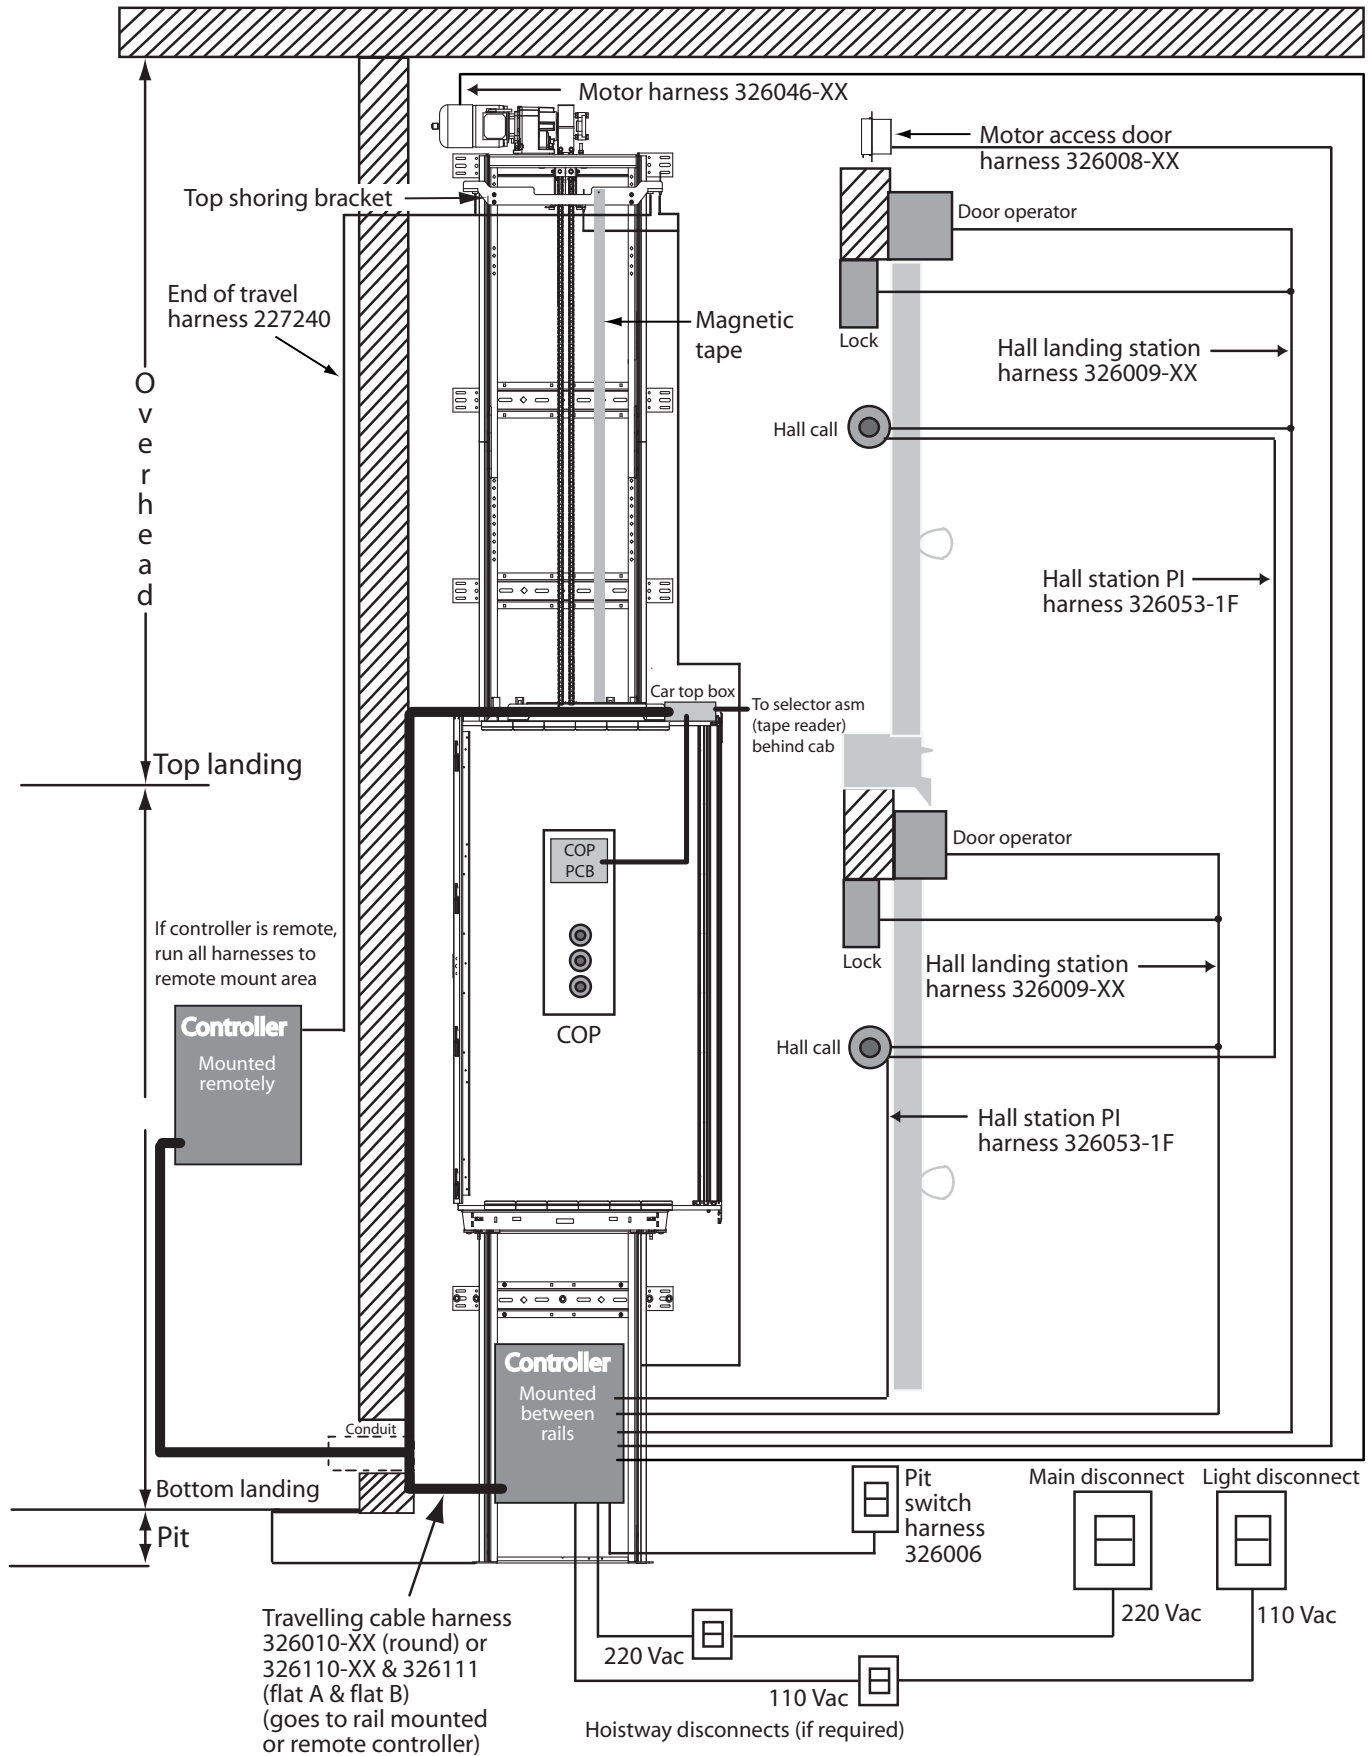 Motor harness 326046-XX
Motor access door
harness 326008-XX
Top shoring bracket
Door operator
End of travel
harness 227240
Magnetic
tape
Lock
Hall landing station
harness 326009-XX
Overhead
Hall call
Hall station PI
harness 326053-1F
Car top box
To selector asm
(tape reader)
behind cab
Top landing
COP
PCB
Door operator
If controller is remote,
run all harnesses to
remote mount area
Lock
Hall landing station
harness 326009-XX
Controller
Mounted
remotely
COP
Hall call
Hall station PI
harness 326053-1F
Controller
Mounted
between
rails
Conduit
Bottom landing
Pit
Pit
switch
harness
326006
Main disconnect
Light disconnect
Travelling cable harness
326010-XX (round) or
326110-XX & 326111
(flat A & flat B)
(goes to rail mounted
or remote controller)
220 Vac
110 Vac
220 Vac
110 Vac
Hoistway disconnects (if required)